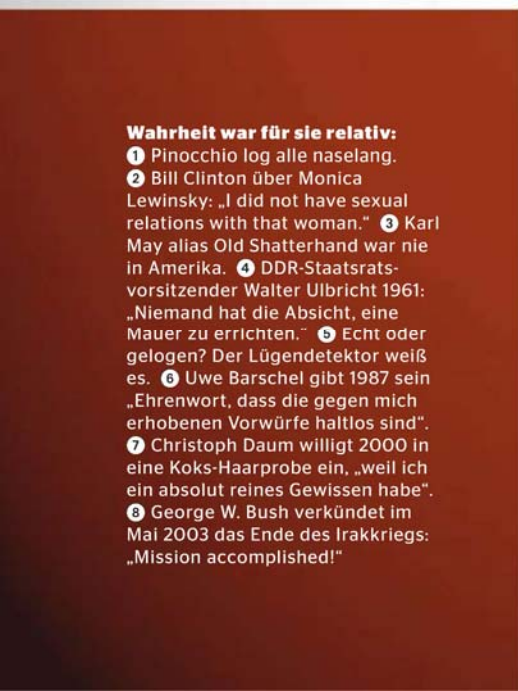 Wahrheit war für sie relativ:
1 Pinocchio log alle naselang.
2 Bill Clinton über Monica
Lewinsky: „I did not have sexual
relations with that woman.“ 3 Karl
May alias Old Shatterhand war nie
in Amerika. 4 DDR-Staatsrats-
vorsitzender Walter Ulbricht 1961:
„Niemand hat die Absicht, eine
Mauer zu errichten.“ 5 Echt oder
gelogen? Der Lügendetektor weiß
es. 6 Uwe Barschel gibt 1987 sein
„Ehrenwort, dass die gegen mich
erhobenen Vorwürfe haltlos sind“.
7 Christoph Daum willigt 2000 in
eine Koks-Haarprobe ein, „weil ich
ein absolut reines Gewissen habe“.
8 George W. Bush verkündet im
Mai 2003 das Ende des Irakkriegs:
„Mission accomplished!“